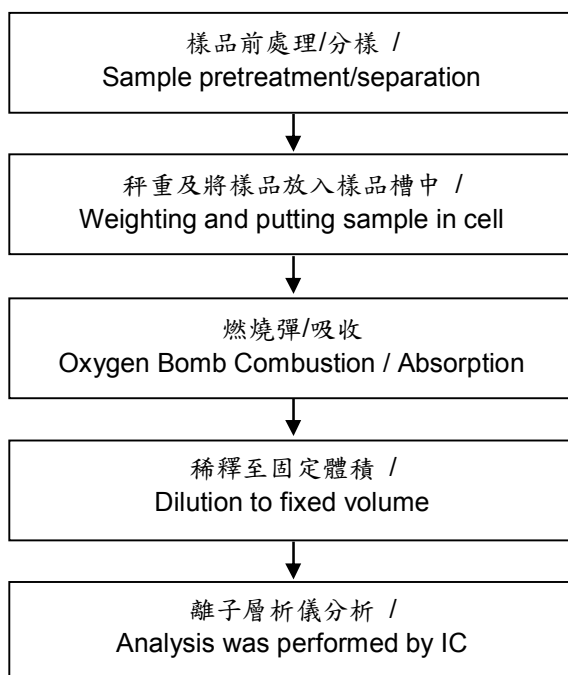 樣品前處理/分樣 /
Sample pretreatment/separation
秤重及將樣品放入樣品槽中 /
Weighting and putting sample in cell
燃燒彈/吸收
Oxygen Bomb Combustion / Absorption
稀釋至固定體積 /
Dilution to fixed volume
離子層析儀分析 /
Analysis was performed by IC